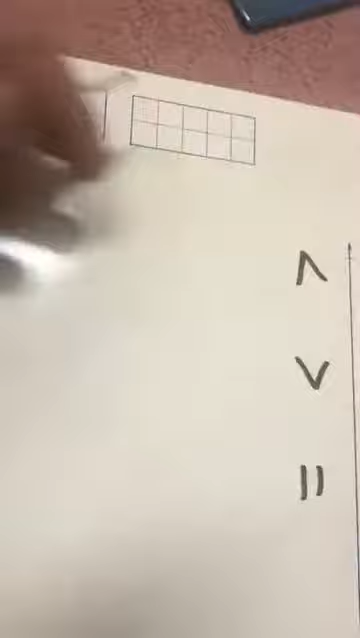 < > =